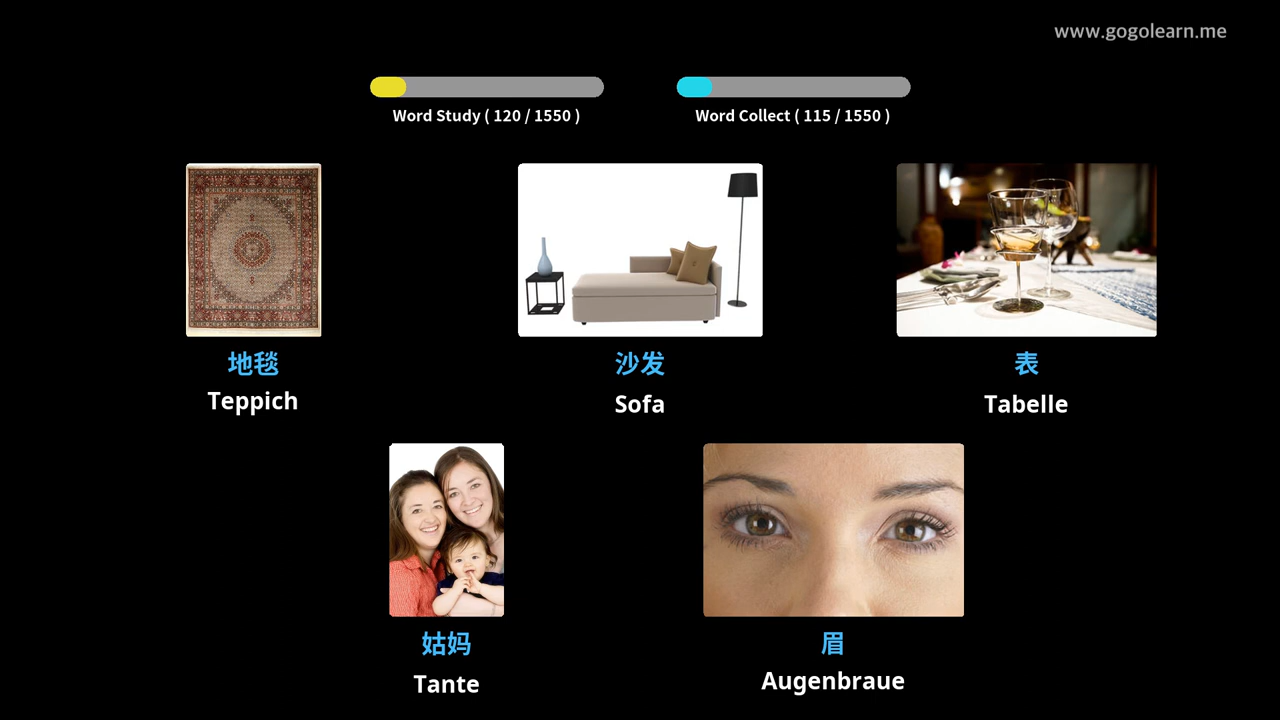 www.gogolearn.me
Word Study ( 120 / 1550 )
Word Collect ( 115 / 1550 )
地毯
Teppich
沙发
Sofa
表
Tabelle
姑妈
Tante
眉
Augenbraue